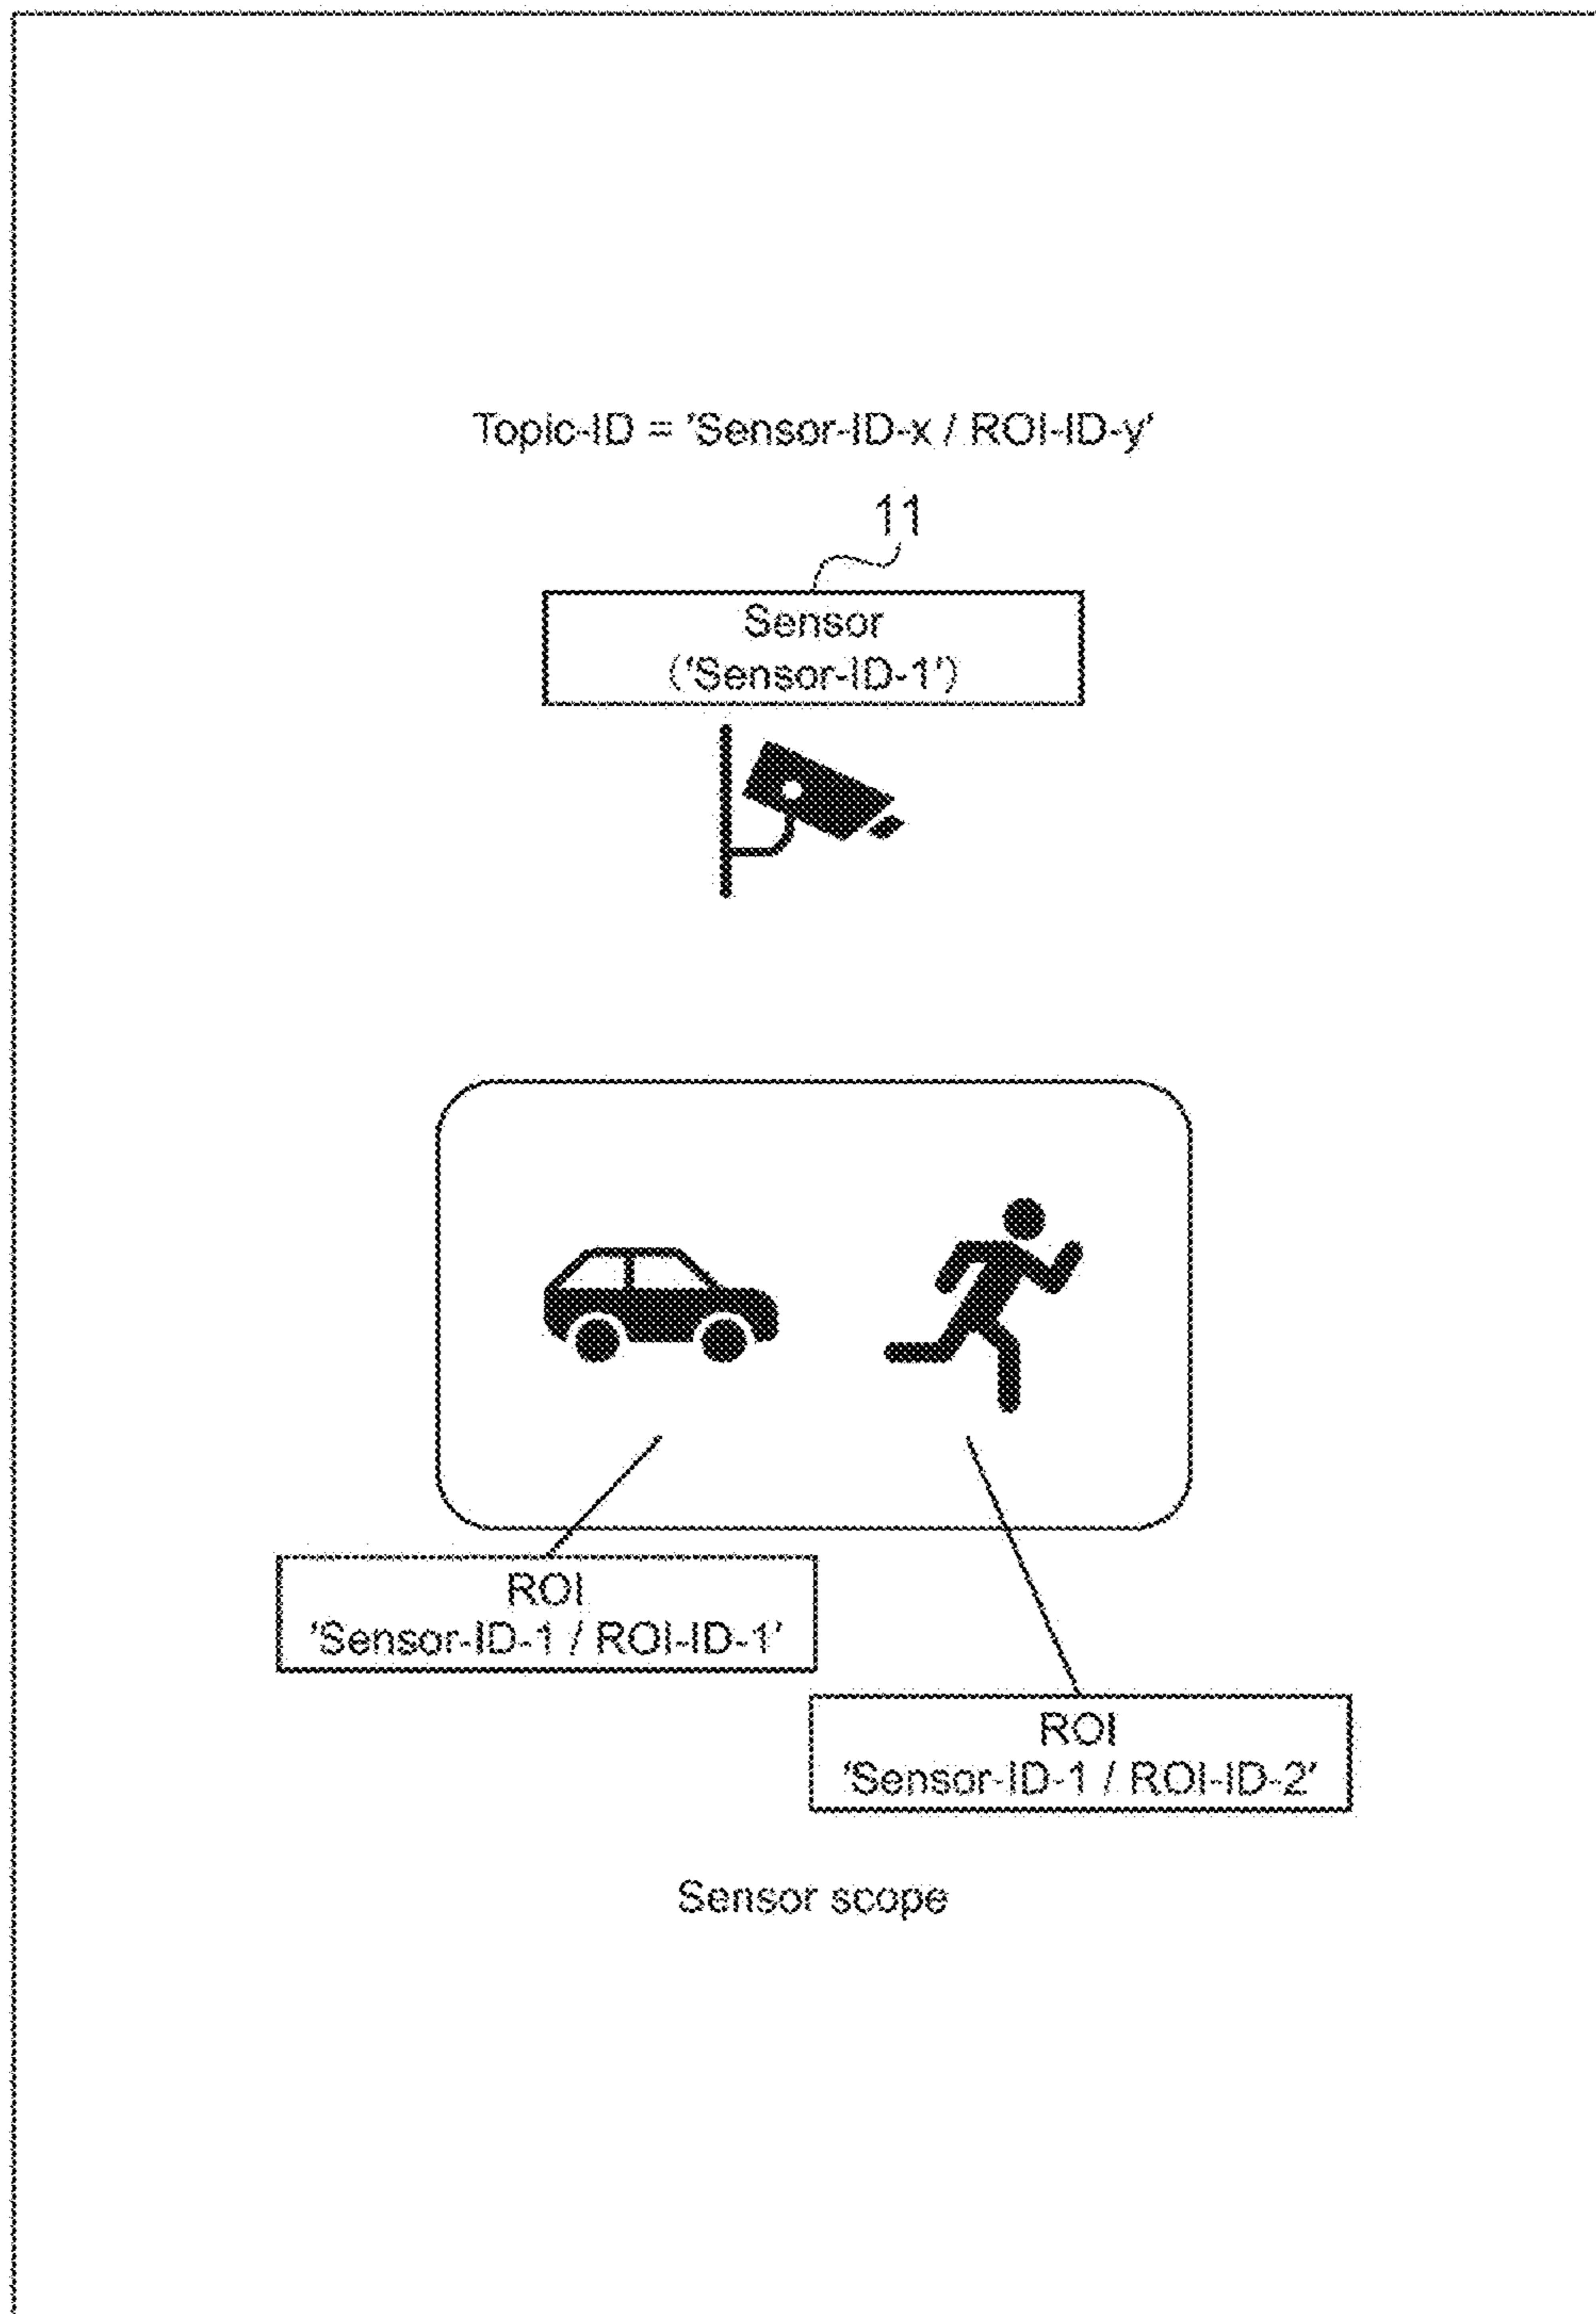 Topic-ID = 'Sensor-ID-x / ROI-ID-y'
11
Sensor
('Sensor-ID-1')
ROI
'Sensor-ID-1 / ROI-ID-1'
ROI
'Sensor-ID-1 / ROI-ID-2'
Sensor scope